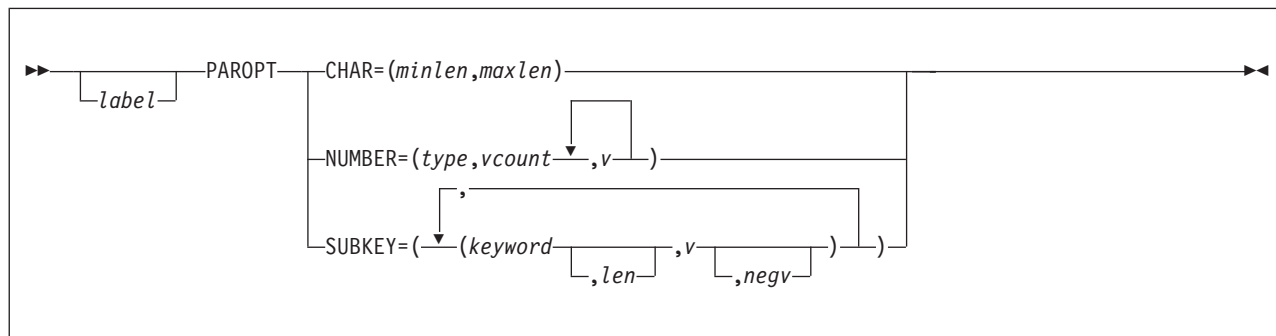 PAROPT CHAR=(minlen,maxlen)
label
NUMBER=(type,vcount ,v )
,
SUBKEY=( (keyword ,v ) )
,len ,negv